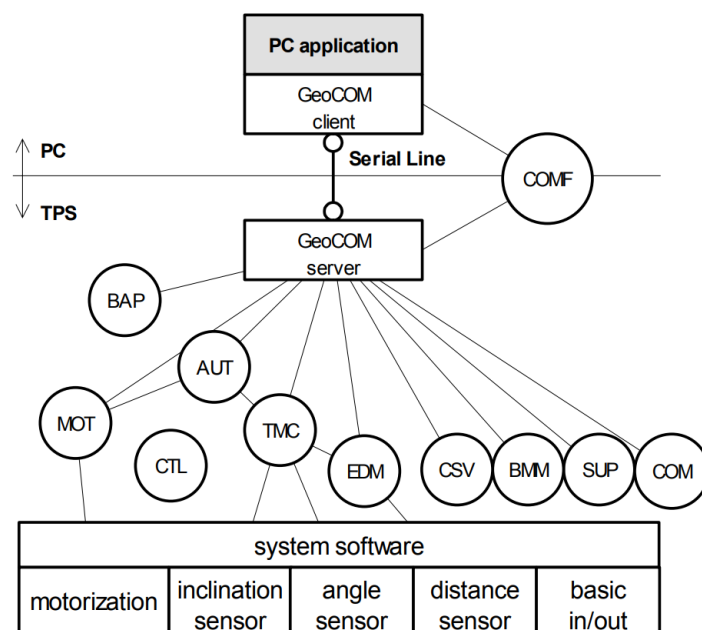 PC application
GeoCOM
client
PC
Serial Line
COMF
TPS
GeoCOM
server
BAP
AUT
MOT
TMC
CTL
EDM
CSV
BMM
SUP
COM
system software
motorization
inclination
sensor
angle
sensor
distance
sensor
basic
in/out